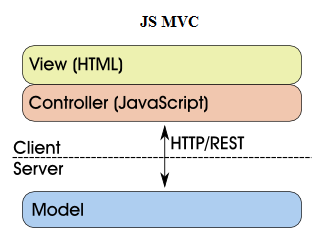 JS MVC
View (HTML)
Controller (JavaScript)
HTTP/REST
Client
Server
Model